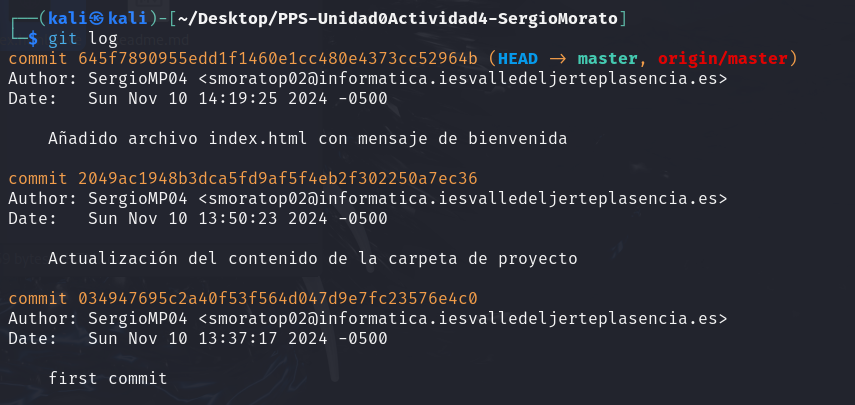 ┌──(kali㉿kali)-[~/Desktop/PPS-Unidad0Actividad4-SergioMorato]
└─$ git log
commit 645f7890955edd1f1460e1cc480e4373cc52964b (HEAD -> master, origin/master)
Author: SergioMP04 <smoratop02@informatica.iesvalledeljerteplasencia.es>
Date:   Sun Nov 10 14:19:25 2024 -0500
    Añadido archivo index.html con mensaje de bienvenida
commit 2049ac1948b3dca5fd9af5f4eb2f302250a7ec36
Author: SergioMP04 <smoratop02@informatica.iesvalledeljerteplasencia.es>
Date:   Sun Nov 10 13:50:23 2024 -0500
    Actualización del contenido de la carpeta de proyecto
commit 034947695c2a40f53f564d047d9e7fc23576e4c0
Author: SergioMP04 <smoratop02@informatica.iesvalledeljerteplasencia.es>
Date:   Sun Nov 10 13:37:17 2024 -0500
    first commit